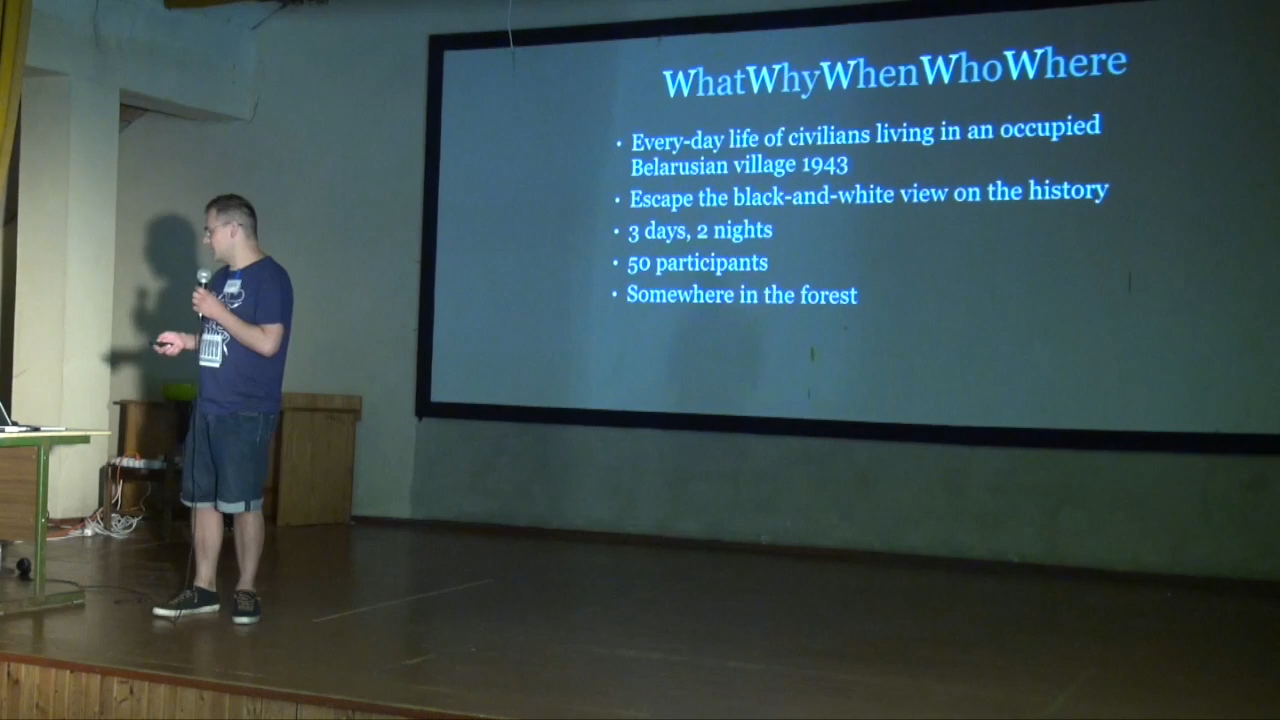 WhatWhyWhenWhoWhere
• Every-day life of civilians living in an occupied
Belarusian village 1943
• Escape the black-and-white view on the history
• 3 days, 2 nights
• 50 participants
• Somewhere in the forest